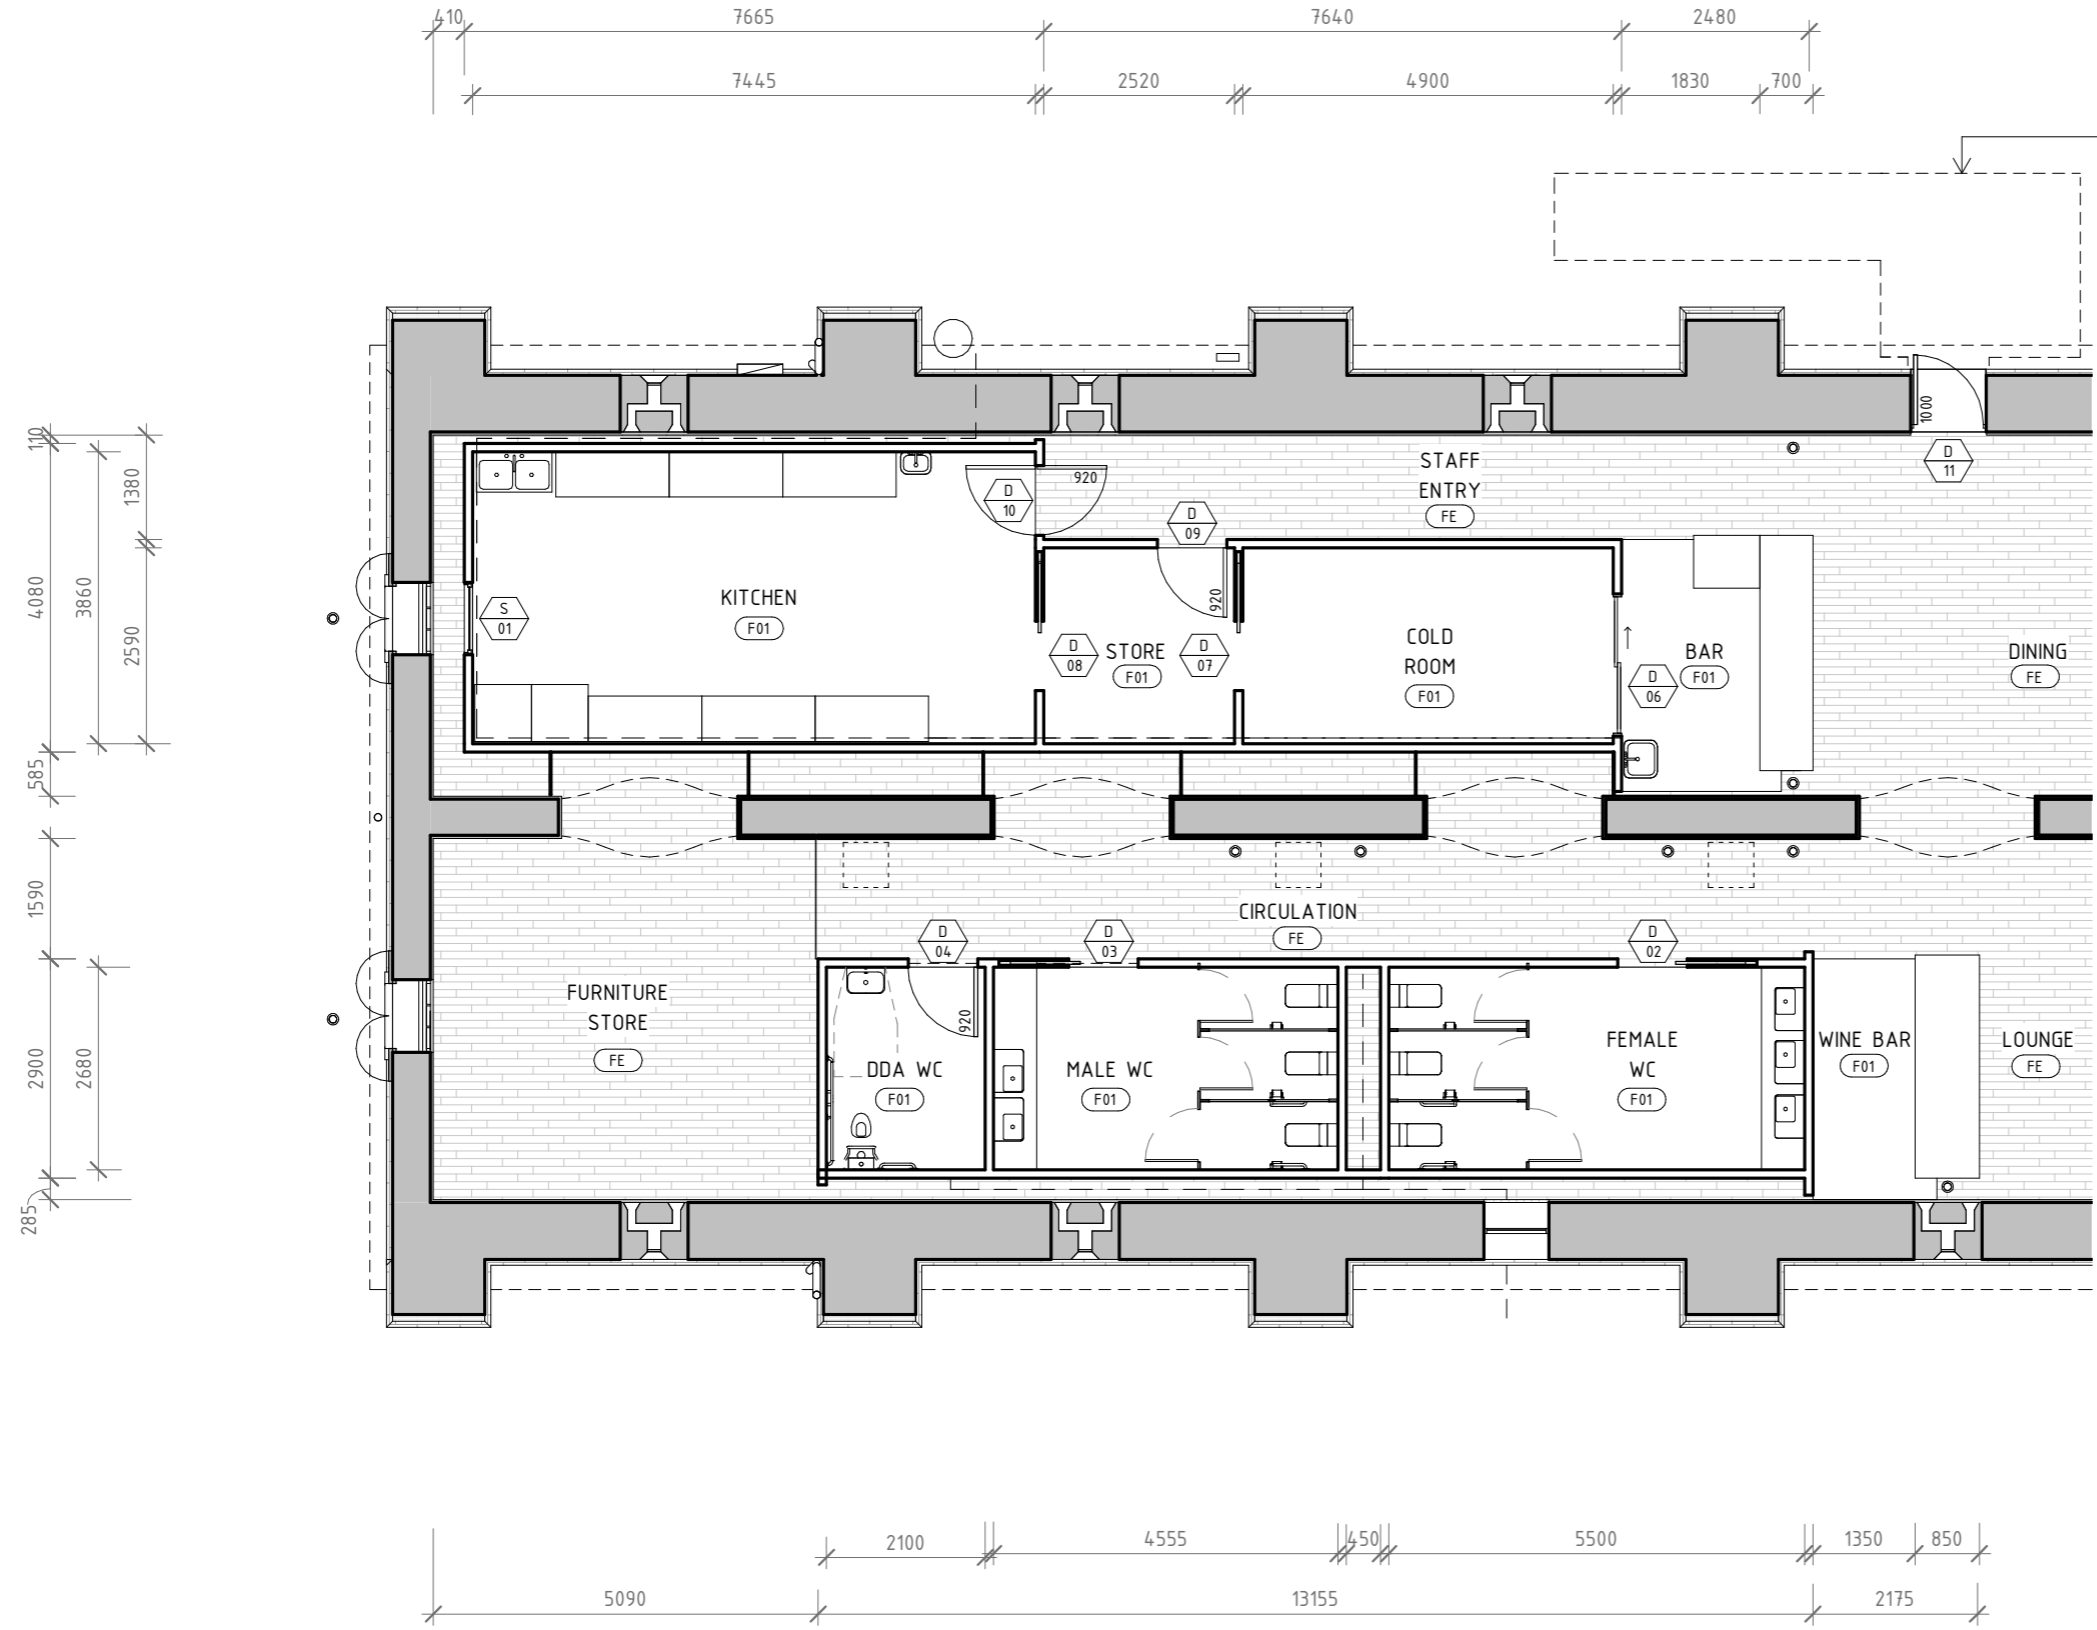 410
7665
7640
2480
7445
2520
4900
1830
700
110
4080
3860
1380
2590
585
1590
2900
2680
285
1000
D
11
STAFF
ENTRY
FE
920
D
10
D
09
920
KITCHEN
F01
S
01
D
08
STORE
F01
D
07
COLD
ROOM
F01
D
06
BAR
F01
DINING
FE
CIRCULATION
FE
D
04
D
03
D
02
FURNITURE
STORE
FE
920
DDA WC
F01
MALE WC
F01
FEMALE
WC
F01
WINE BAR
F01
LOUNGE
FE
2100
4555
450
5500
1350
850
5090
13155
2175